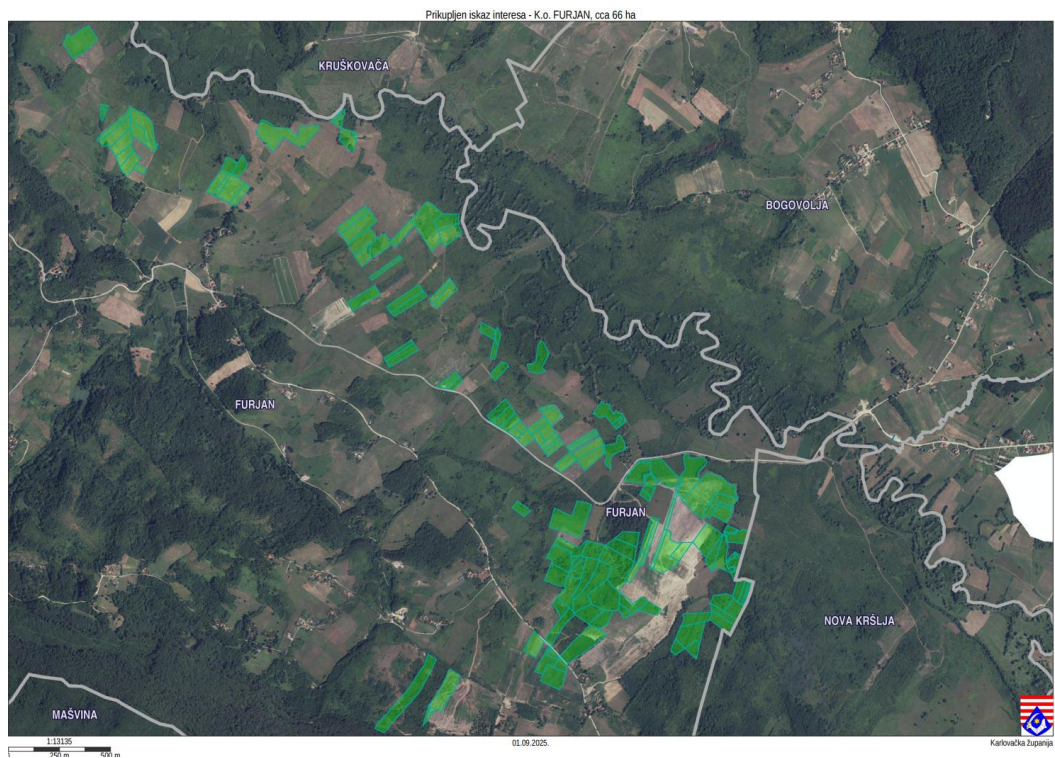 Prikupljen iskaz interesa - K.o. FURJAN, cca 66 ha
KRUŠKOVAČA
BOGOVOLJA
FURJAN
FURJAN
NOVA KRŠLJA
MAŠVINA
1:13135
250 m 500 m
01.09.2025.
Karlovačka županija